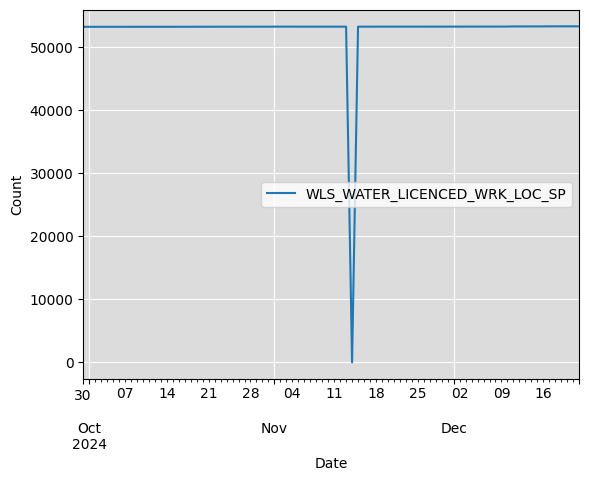 50000
40000
30000
20000
10000
0
Count
WLS_WATER_LICENCED_WRK_LOC_SP
30 07 14 21 28 04 11 18 25 02 09 16
Oct Nov Dec
2024
Date